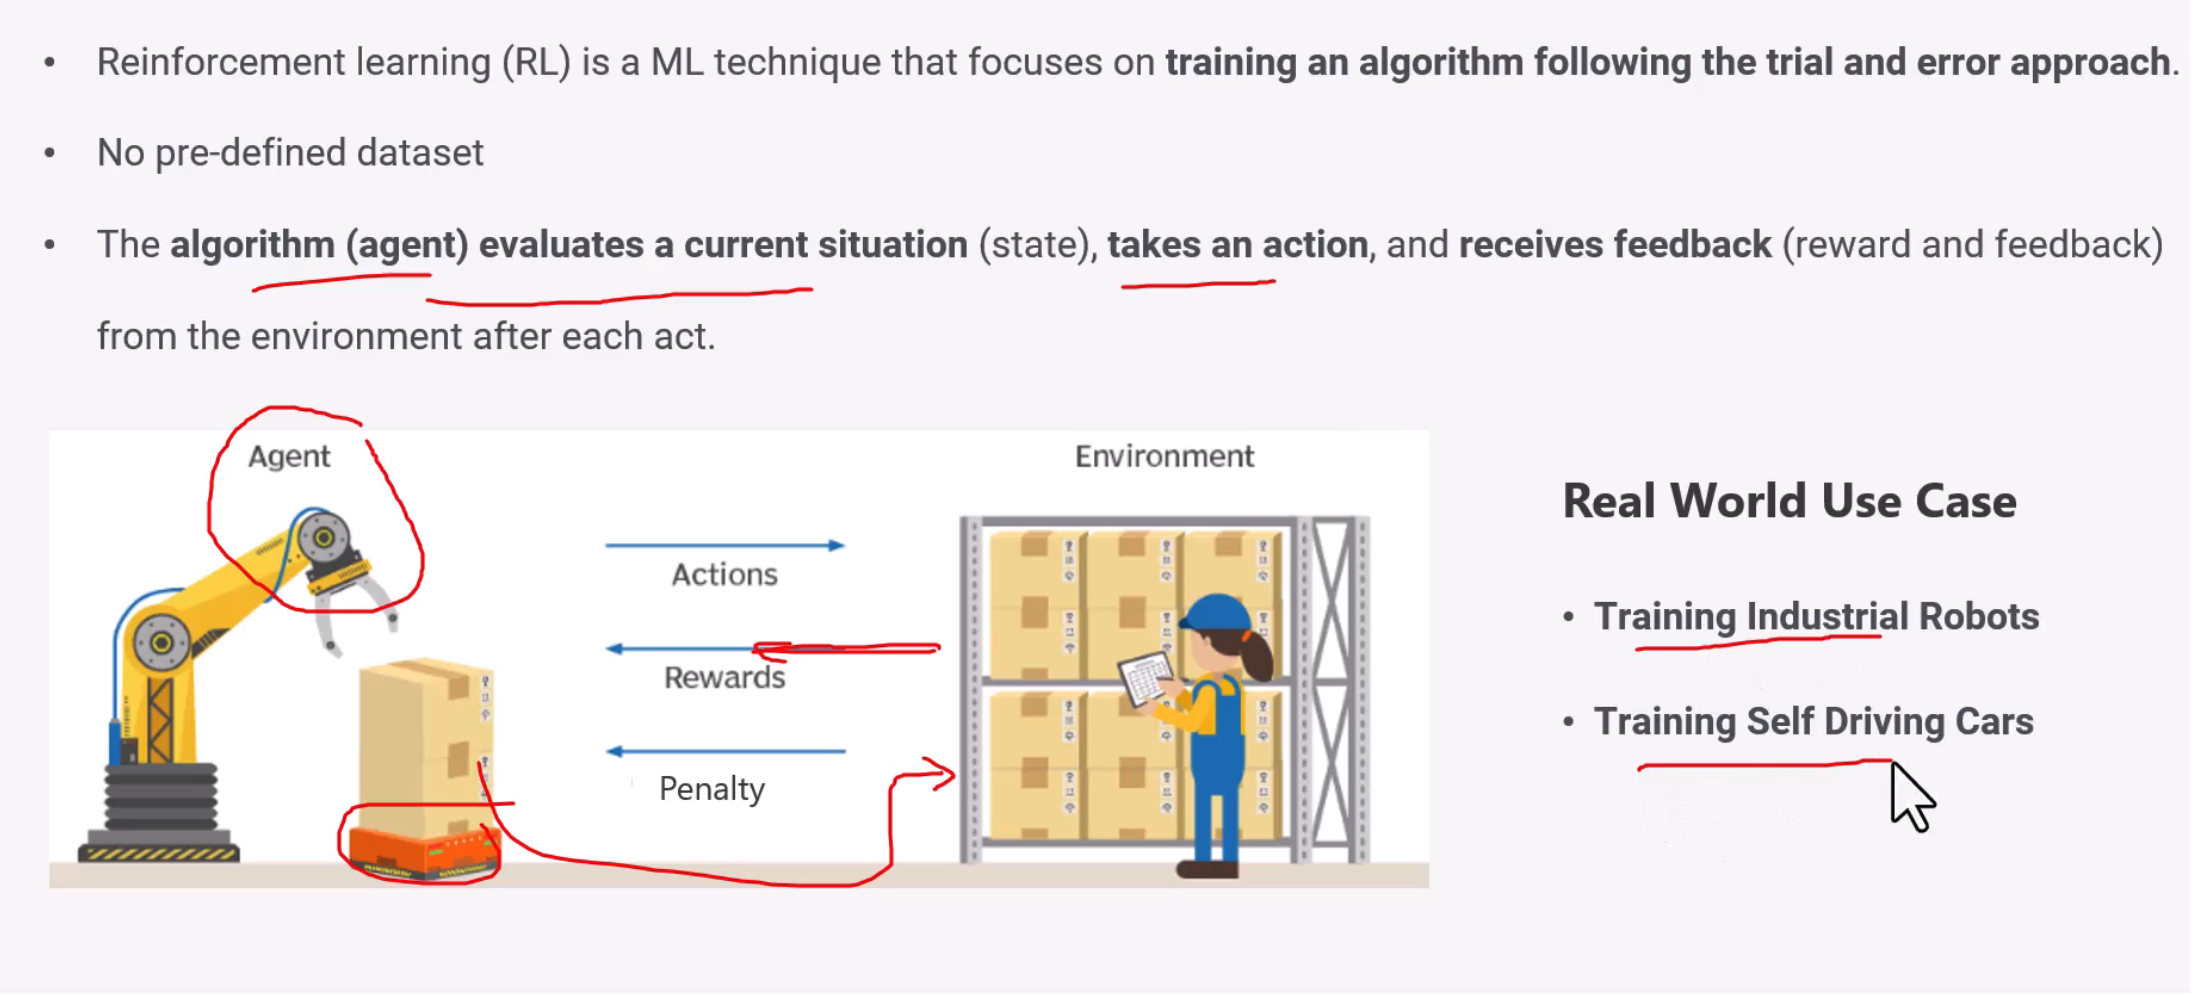 • Reinforcement learning (RL) is a ML technique that focuses on training an algorithm following the trial and error approach.
• No pre-defined dataset
• The algorithm (agent) evaluates a current situation (state), takes an action, and receives feedback (reward and feedback)
from the environment after each act.
Agent
Environment
Actions
Rewards
Penalty
Real World Use Case
• Training Industrial Robots
• Training Self Driving Cars